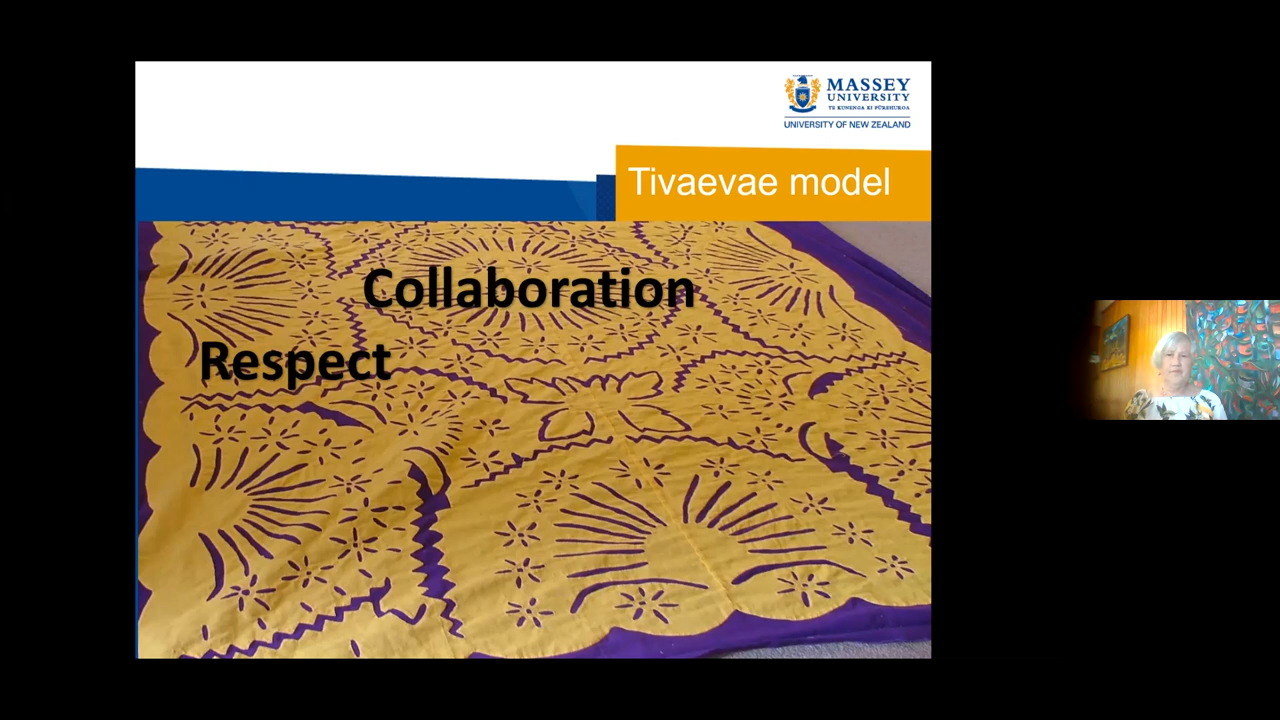 MASSEY
UNIVERSITY
TE KUNENGA KI PŪREHUROA
UNIVERSITY OF NEW ZEALAND
Tivaevae model
Collaboration
Respect